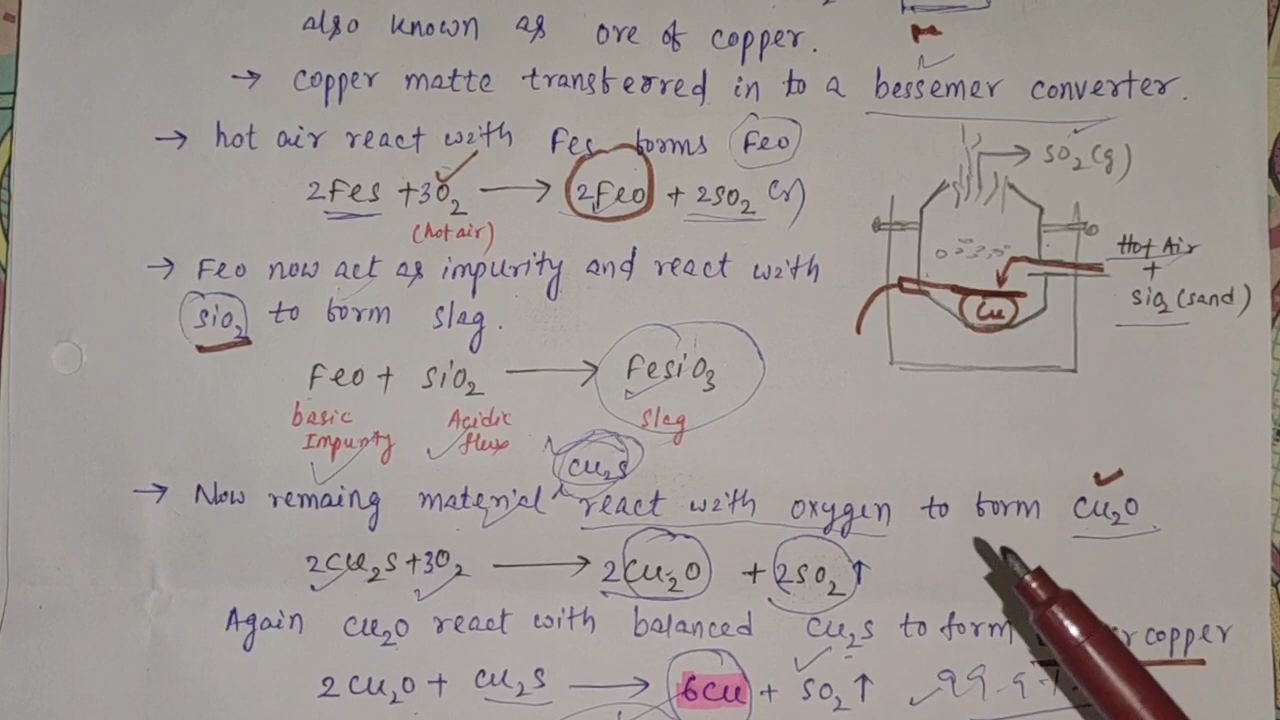 also known as ore of copper.
→ copper matte transferred in to a bessemer converter.
→ hot air react with Fes forms Feo
2Fes + 3O₂ → 2Feo + 2SO₂ (s)
(hot air)
SO₂(g)
Hot Air
+
SiO₂ (sand)
Cu
→ Feo now act as impurity and react with
SiO₂ to form slag.
Feo + SiO₂ → FeSiO₃
basic Impurity
Acidic flux
Slag
Cu₂S
→ Now remaing material ^ react with oxygen to form Cu₂O.
2Cu₂S + 3O₂ → 2Cu₂O + 2SO₂↑
Again Cu₂O react with balanced Cu₂S to form copper
2Cu₂O + Cu₂S → 6Cu + SO₂↑